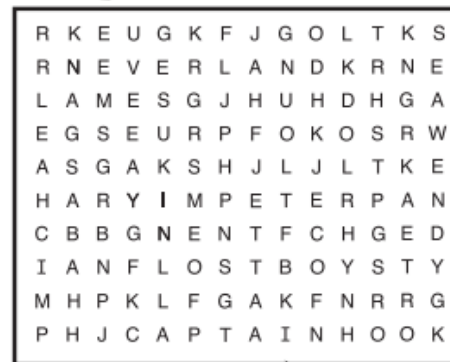 R K E U G K F J G O L T K S
R N E V E R L A N D K R N E
L A M E S G J H U H D H G A
E G S E U R P F O K O S R W
A S G A K S H J L J L T K E
H A R Y I M P E T E R P A N
C B B G N E N T F C H G E D
I A N F L O S T B O Y S T Y
M H P K L F G A K F N R R G
P H J C A P T A I N H O O K